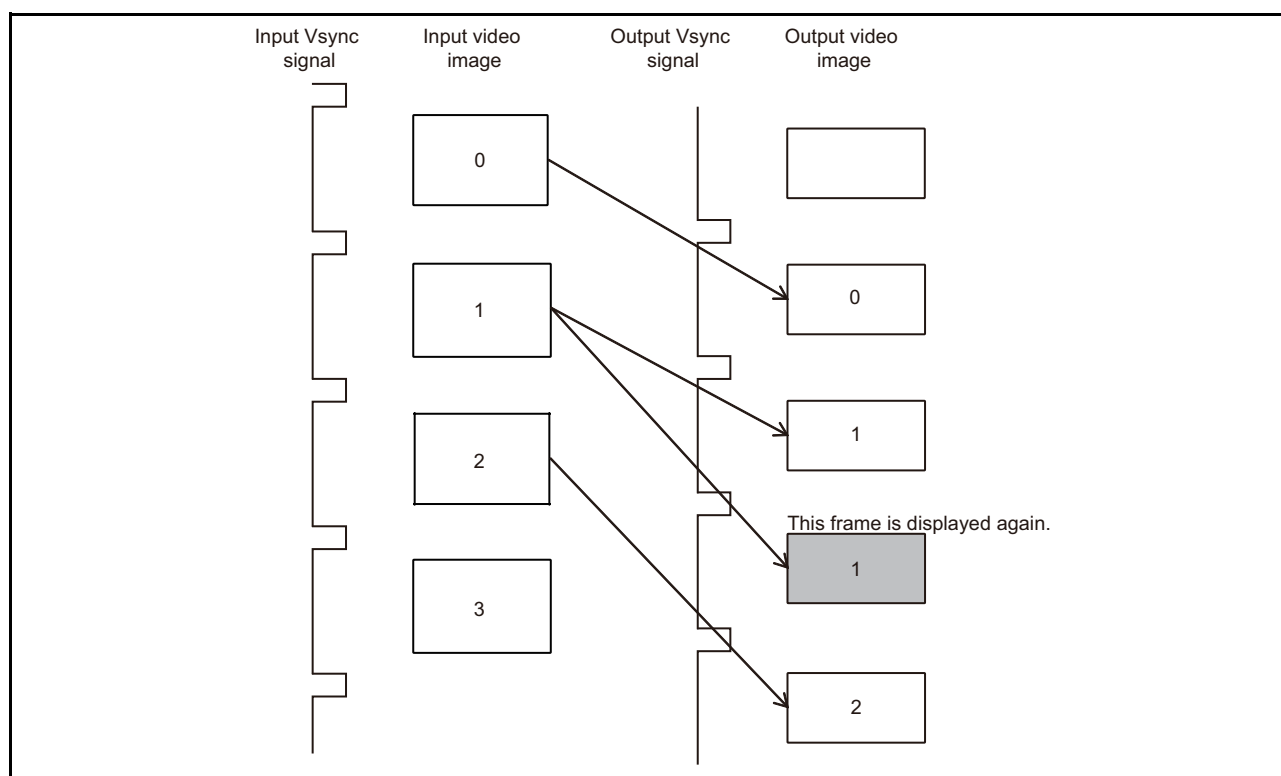 Input Vsync
signal
Input video
image
Output Vsync
signal
Output video
image
0
0
1
1
2
This frame is displayed again.
1
3
2